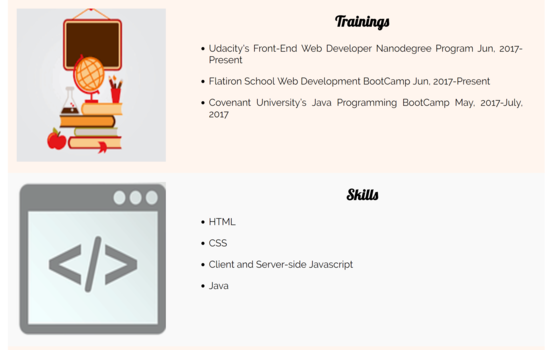 Trainings
Udacity's Front-End Web Developer Nanodegree Program Jun, 2017-
Present
Flatiron School Web Development BootCamp Jun, 2017-Present
Covenant University's Java Programming BootCamp May, 2017-July,
2017
Skills
</>
HTML
CSS
Client and Server-side Javascript
Java